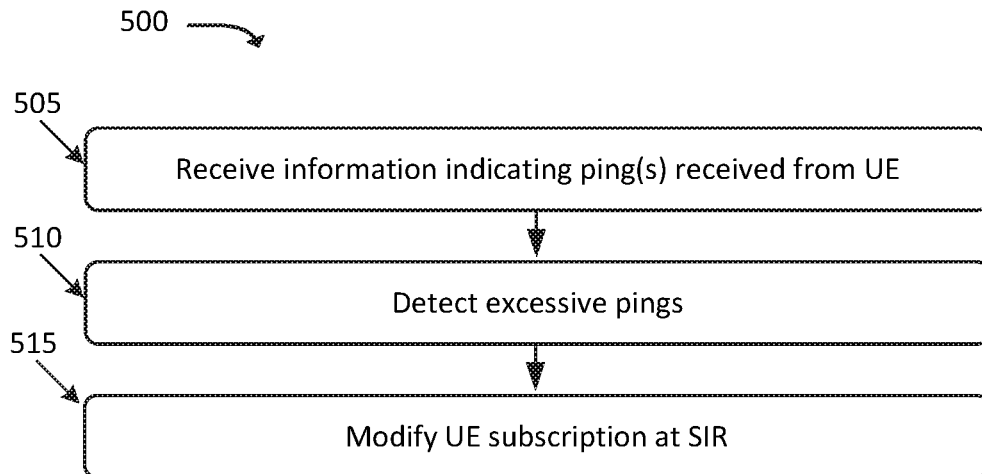 500
505
Receive information indicating ping(s) received from UE
510
Detect excessive pings
515
Modify UE subscription at SIR